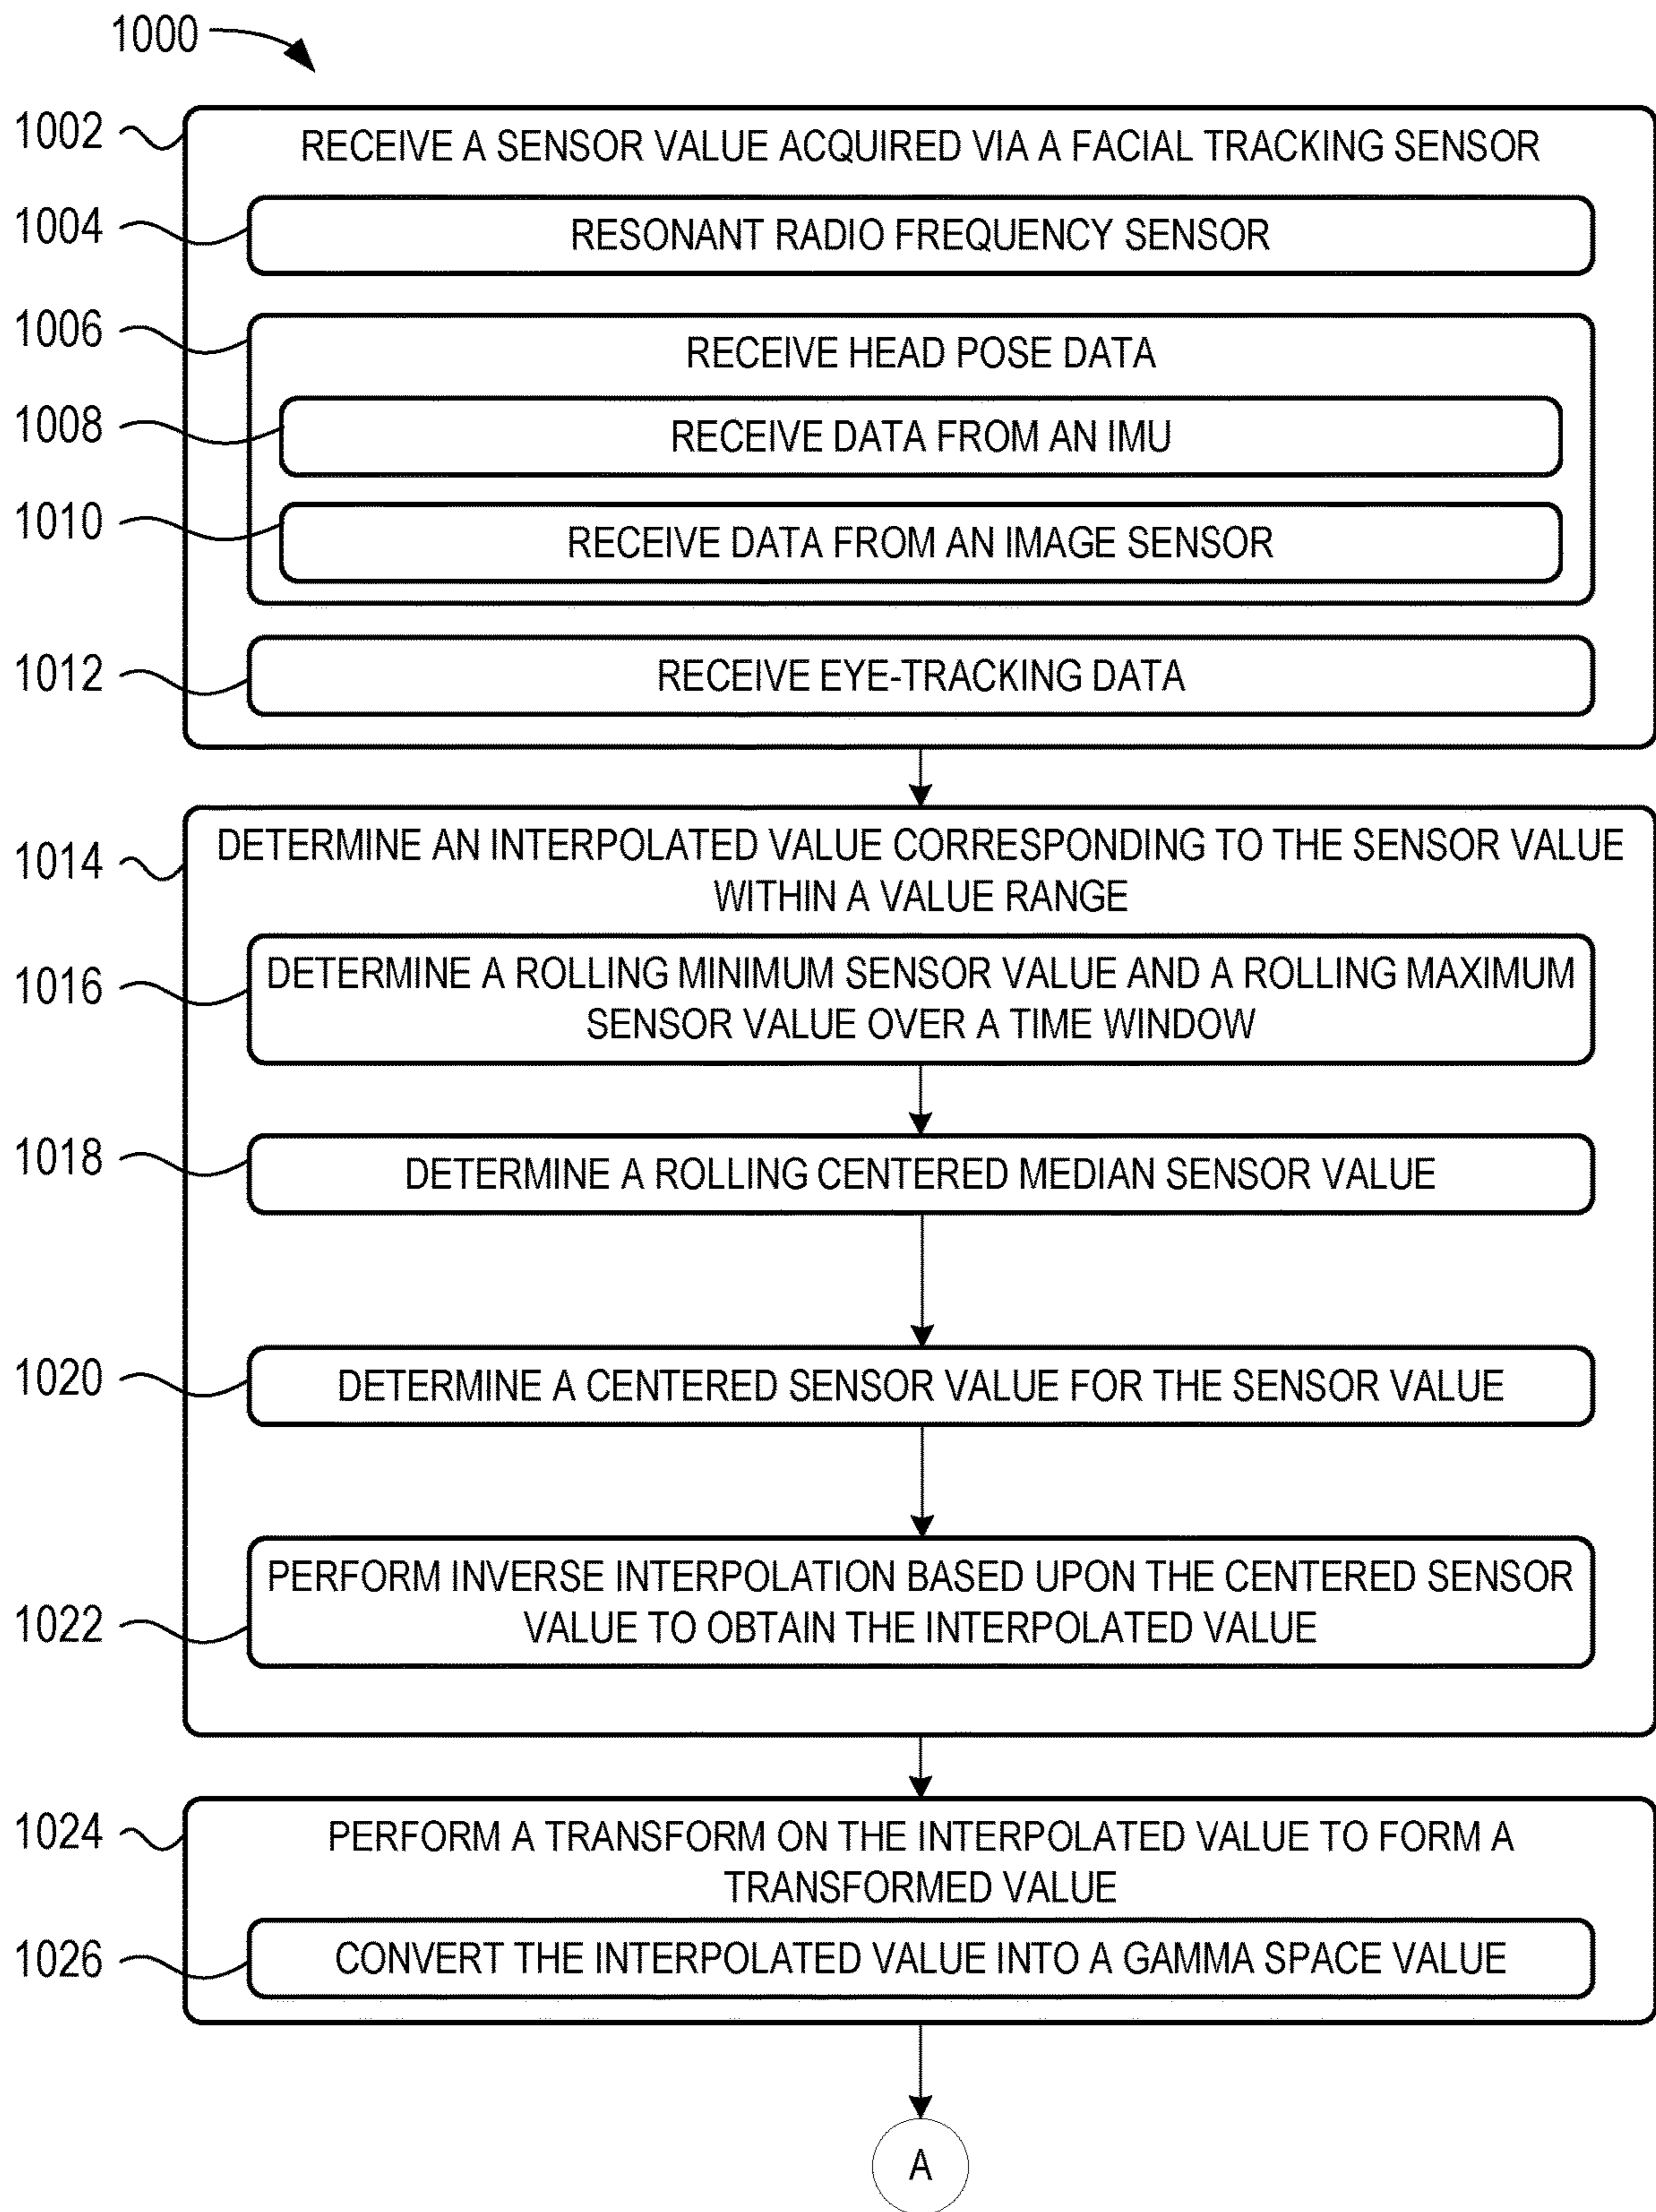 1000
1002
RECEIVE A SENSOR VALUE ACQUIRED VIA A FACIAL TRACKING SENSOR
1004
RESONANT RADIO FREQUENCY SENSOR
1006
RECEIVE HEAD POSE DATA
1008
RECEIVE DATA FROM AN IMU
1010
RECEIVE DATA FROM AN IMAGE SENSOR
1012
RECEIVE EYE-TRACKING DATA
1014
DETERMINE AN INTERPOLATED VALUE CORRESPONDING TO THE SENSOR VALUE
WITHIN A VALUE RANGE
1016
DETERMINE A ROLLING MINIMUM SENSOR VALUE AND A ROLLING MAXIMUM
SENSOR VALUE OVER A TIME WINDOW
1018
DETERMINE A ROLLING CENTERED MEDIAN SENSOR VALUE
1020
DETERMINE A CENTERED SENSOR VALUE FOR THE SENSOR VALUE
1022
PERFORM INVERSE INTERPOLATION BASED UPON THE CENTERED SENSOR
VALUE TO OBTAIN THE INTERPOLATED VALUE
1024
PERFORM A TRANSFORM ON THE INTERPOLATED VALUE TO FORM A
TRANSFORMED VALUE
1026
CONVERT THE INTERPOLATED VALUE INTO A GAMMA SPACE VALUE
A